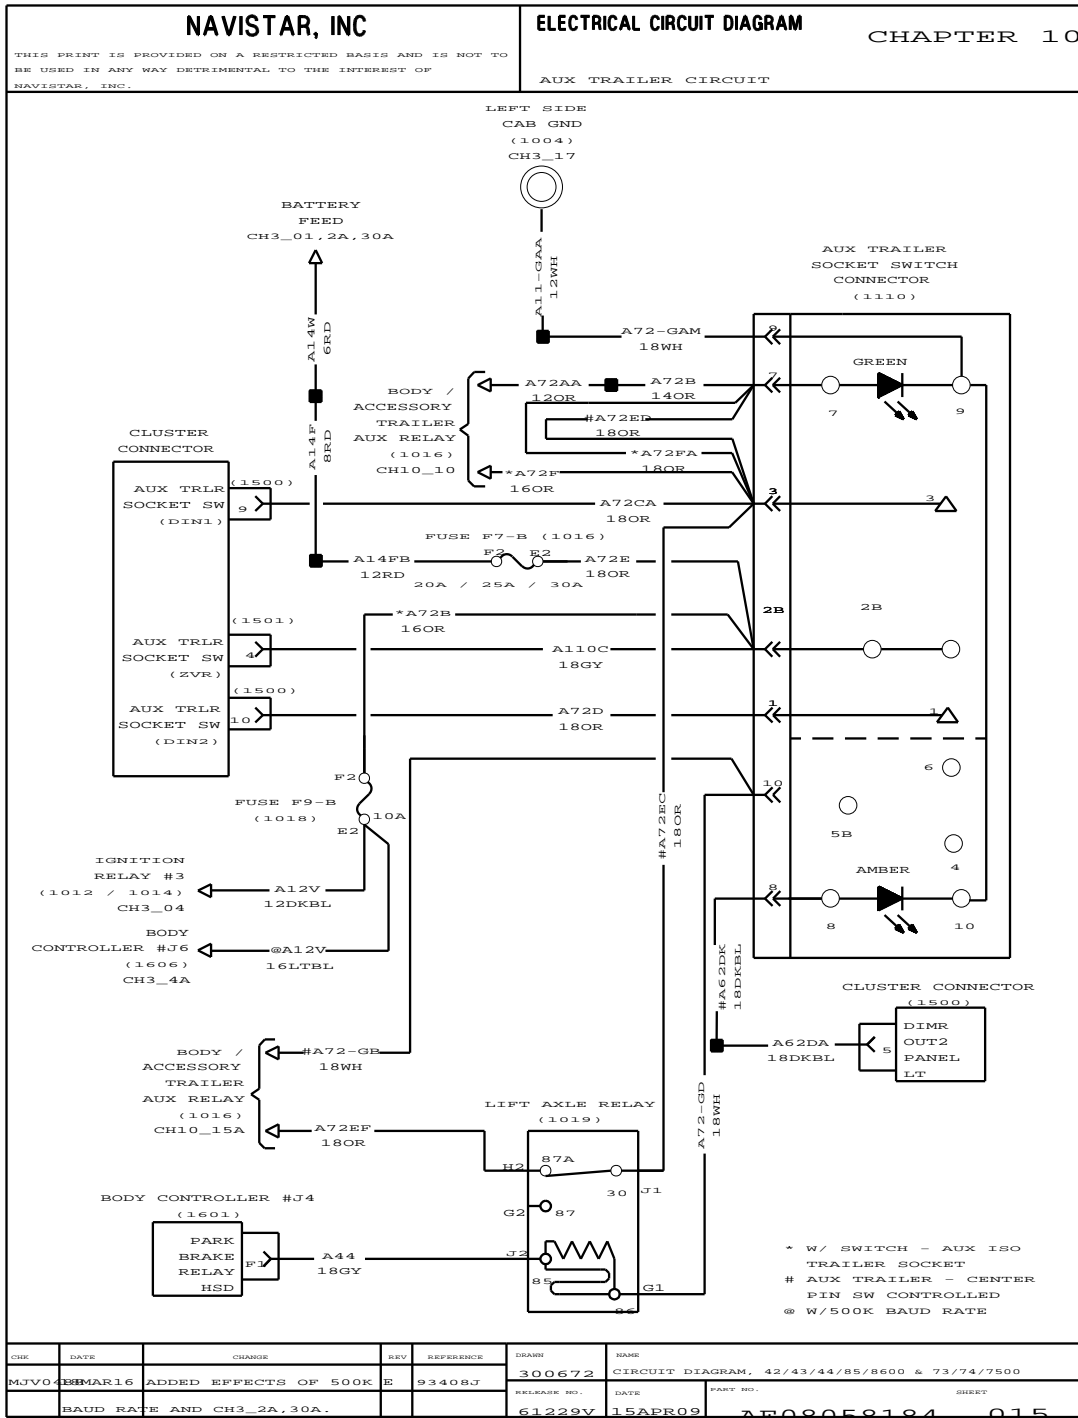 NAVISTAR, INC
THIS PRINT IS PROVIDED ON A RESTRICTED BASIS AND IS NOT TO
BE USED IN ANY WAY DETRIMENTAL TO THE INTEREST OF
NAVISTAR, INC.
ELECTRICAL CIRCUIT DIAGRAM
CHAPTER 10
AUX TRAILER CIRCUIT
LEFT SIDE
CAB GND
(1004)
CH3_17
A11-GAA
12WH
BATTERY
FEED
CH3_01,2A,30A
A14W
6RD
A14F
8RD
AUX TRAILER
SOCKET SWITCH
CONNECTOR
(1110)
A72-GAM
18WH
9
GREEN
7
7
9
BODY /
ACCESSORY
TRAILER
AUX RELAY
(1016)
CH10_10
A72AA
12OR
A72B
14OR
#A72ED
18OR
*A72FA
18OR
*A72F
16OR
CLUSTER
CONNECTOR
AUX TRLR
SOCKET SW
(DIN1)
(1500)
9
A72CA
18OR
3
3
FUSE F7-B (1016)
F2
E2
A14FB
12RD
A72E
18OR
20A / 25A / 30A
*A72B
16OR
2B
2B
AUX TRLR
SOCKET SW
(ZVR)
(1501)
4
A110C
18GY
AUX TRLR
SOCKET SW
(DIN2)
(1500)
10
A72D
18OR
1
1
F2
FUSE F9-B
(1018)
10A
E2
10
6
5B
4
#A72EC
18OR
IGNITION
RELAY #3
(1012 / 1014)
CH3_04
A12V
12DKBL
BODY
CONTROLLER #J6
(1606)
CH3_4A
@A12V
16LTBL
AMBER
8
8
10
#A62DK
18DKBL
CLUSTER CONNECTOR
(1500)
DIMR
OUT2
PANEL
LT
5
A62DA
18DKBL
BODY /
ACCESSORY
TRAILER
AUX RELAY
(1016)
CH10_15A
#A72-GB
18WH
A72EF
18OR
A72-GD
18WH
LIFT AXLE RELAY
(1019)
H2
87A
30
J1
G2
87
J2
85
86
G1
BODY CONTROLLER #J4
(1601)
PARK
BRAKE
RELAY
HSD
F1
A44
18GY
* W/ SWITCH - AUX ISO
TRAILER SOCKET
# AUX TRAILER - CENTER
PIN SW CONTROLLED
@ W/500K BAUD RATE
CHK
DATE
CHANGE
REV
REFERENCE
DRAWN
NAME
ADDED EFFECTS OF 500K
E
93408J
300672
CIRCUIT DIAGRAM, 42/43/44/85/8600 & 73/74/7500
BAUD RATE AND CH3_2A,30A.
RELEASE NO.
DATE
PART NO.
SHEET
61229V
15APR09
AF08058184
015